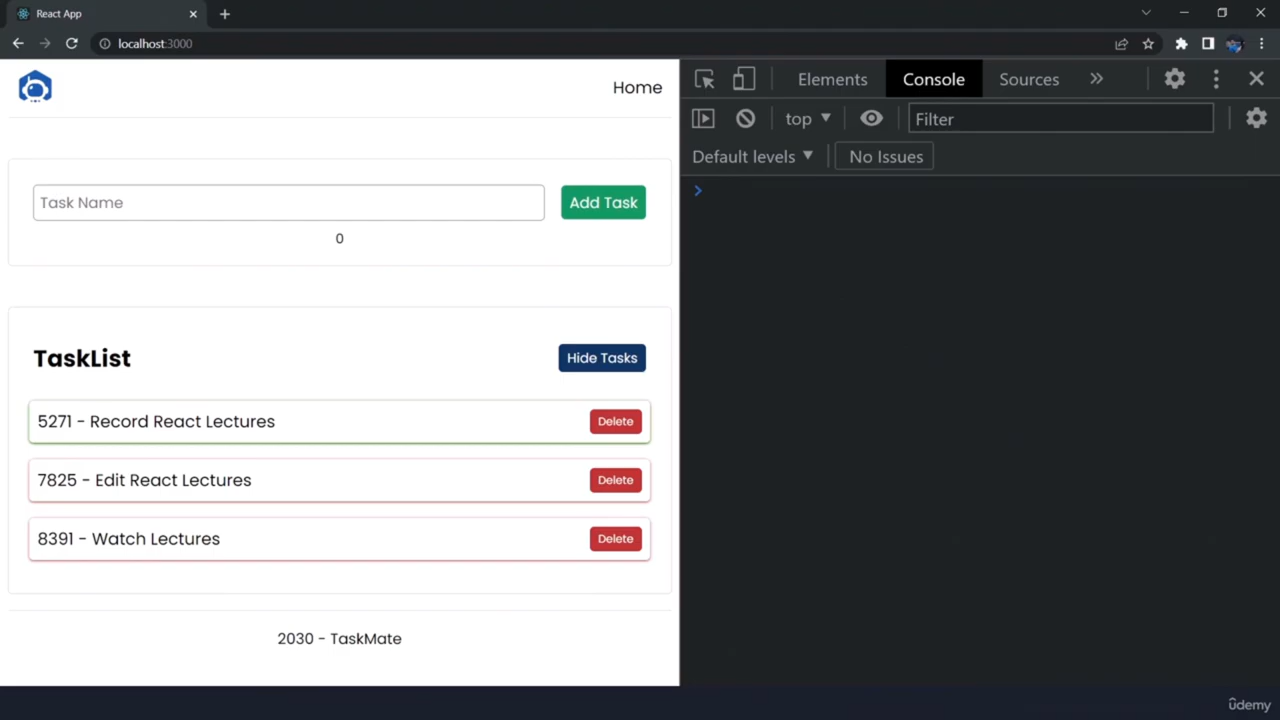 React App
localhost:3000
Home
Elements
Console
Sources
top
Filter
Default levels
No Issues
Task Name
Add Task
0
TaskList
Hide Tasks
5271 - Record React Lectures
Delete
7825 - Edit React Lectures
Delete
8391 - Watch Lectures
Delete
2030 - TaskMate
ûdemy